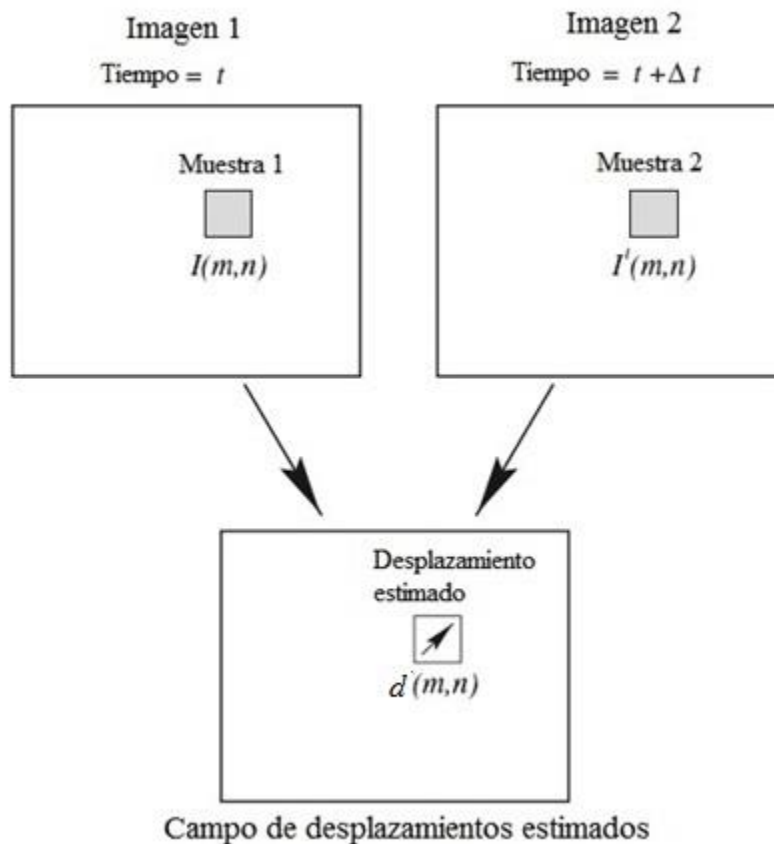 Imagen 1
Tiempo = t
Muestra 1
I(m,n)
Imagen 2
Tiempo = t + Δ t
Muestra 2
I'(m,n)
Desplazamiento
estimado
d'(m,n)
Campo de desplazamientos estimados